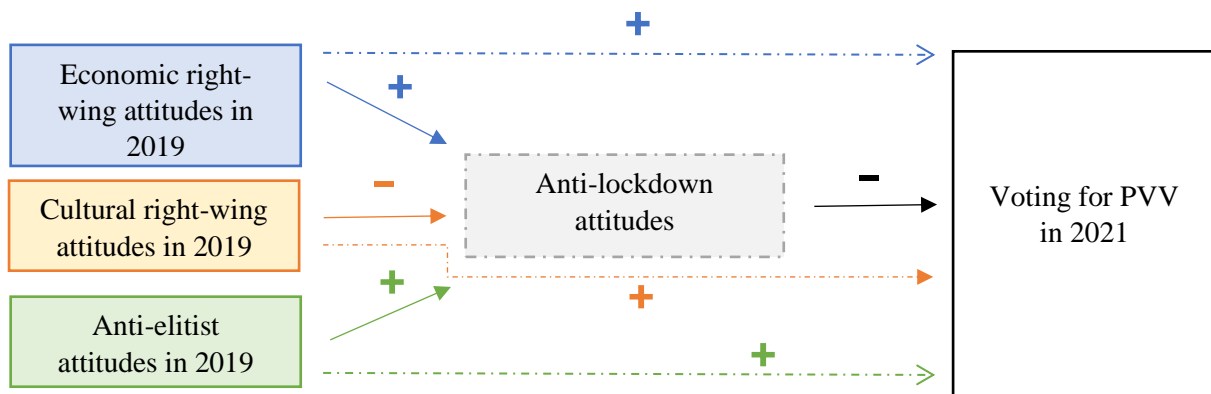 +
Economic right-
wing attitudes in
2019
+
Anti-lockdown
attitudes
–
–
Cultural right-wing
attitudes in 2019
Voting for PVV
in 2021
+
+
Anti-elitist
attitudes in 2019
+